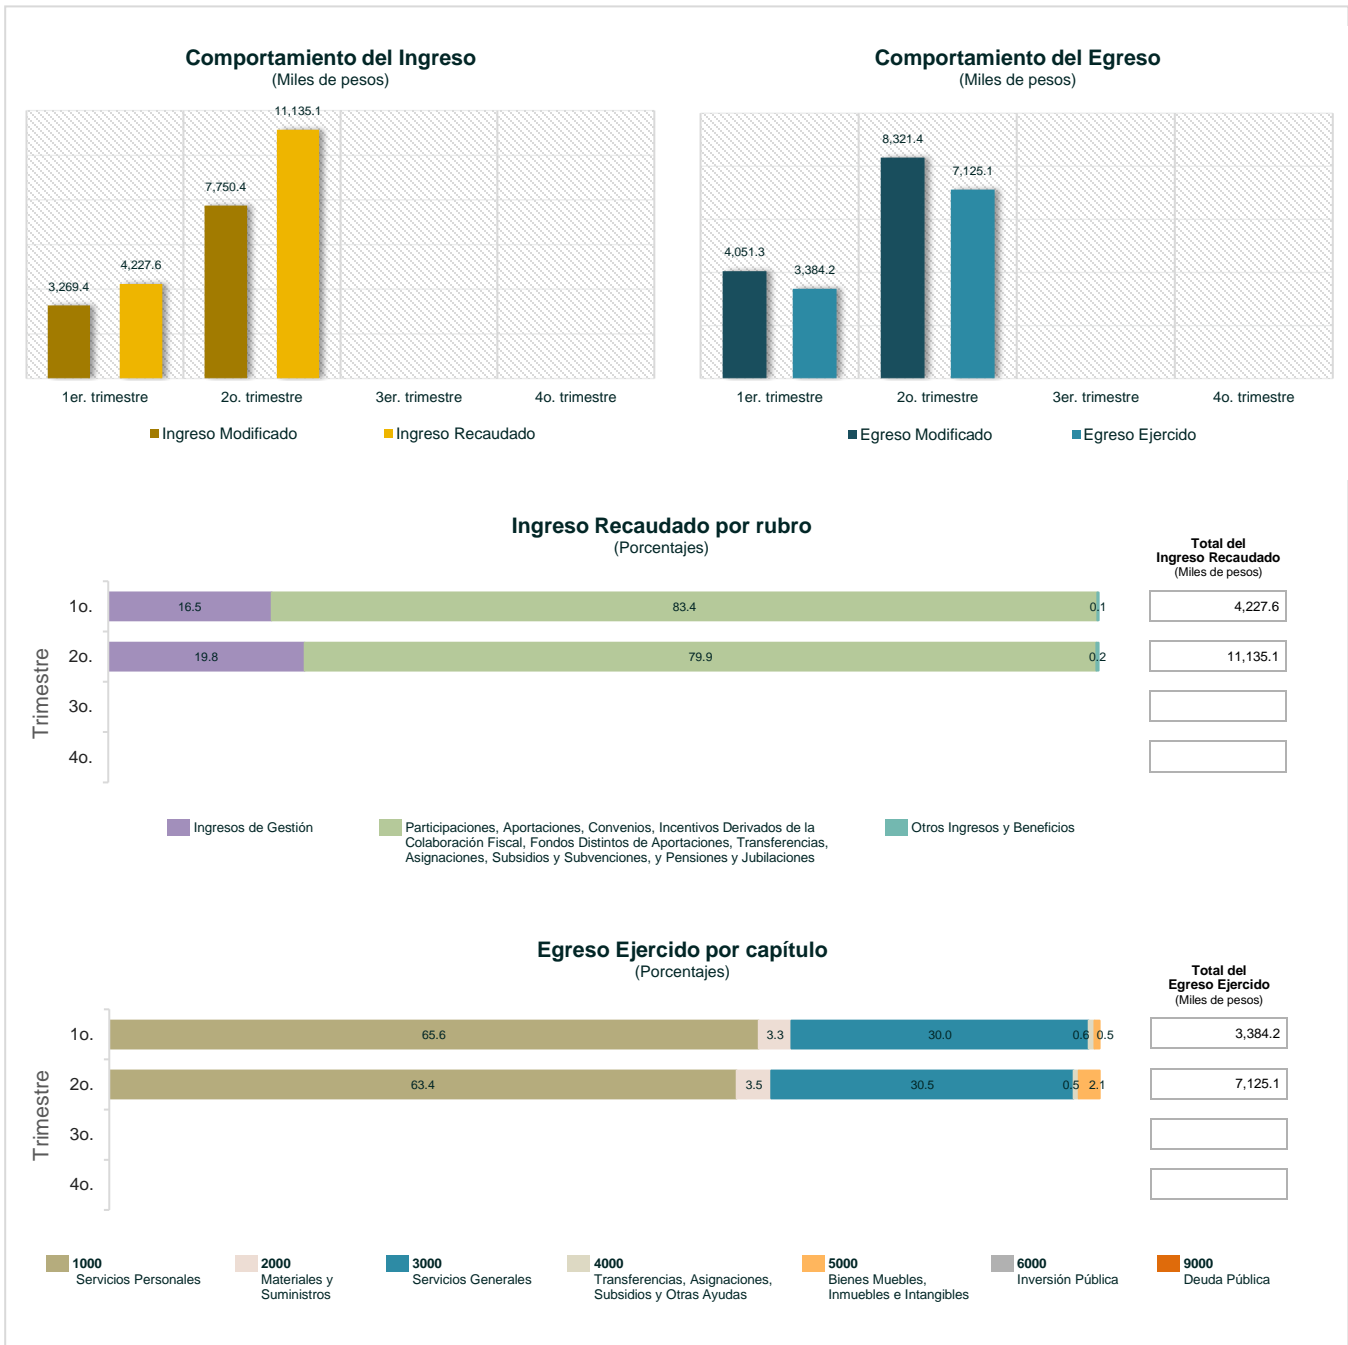 Comportamiento del Ingreso
(Miles de pesos)
11,135.1
7,750.4
4,227.6
3,269.4
1er. trimestre 2o. trimestre 3er. trimestre 4o. trimestre
Ingreso Modificado Ingreso Recaudado
Comportamiento del Egreso
(Miles de pesos)
8,321.4
7,125.1
4,051.3
3,384.2
1er. trimestre 2o. trimestre 3er. trimestre 4o. trimestre
Egreso Modificado Egreso Ejercido
Ingreso Recaudado por rubro
(Porcentajes)
Total del
Ingreso Recaudado
(Miles de pesos)
Trimestre
1o. 16.5 83.4 0.1 4,227.6
2o. 19.8 79.9 0.2 11,135.1
3o.
4o.
Ingresos de Gestión
Participaciones, Aportaciones, Convenios, Incentivos Derivados de la
Colaboración Fiscal, Fondos Distintos de Aportaciones, Transferencias,
Asignaciones, Subsidios y Subvenciones, y Pensiones y Jubilaciones
Otros Ingresos y Beneficios
Egreso Ejercido por capítulo
(Porcentajes)
Total del
Egreso Ejercido
(Miles de pesos)
Trimestre
1o. 65.6 3.3 30.0 0.6 0.5 3,384.2
2o. 63.4 3.5 30.5 0.5 2.1 7,125.1
3o.
4o.
1000
Servicios Personales
2000
Materiales y
Suministros
3000
Servicios Generales
4000
Transferencias, Asignaciones,
Subsidios y Otras Ayudas
5000
Bienes Muebles,
Inmuebles e Intangibles
6000
Inversión Pública
9000
Deuda Pública